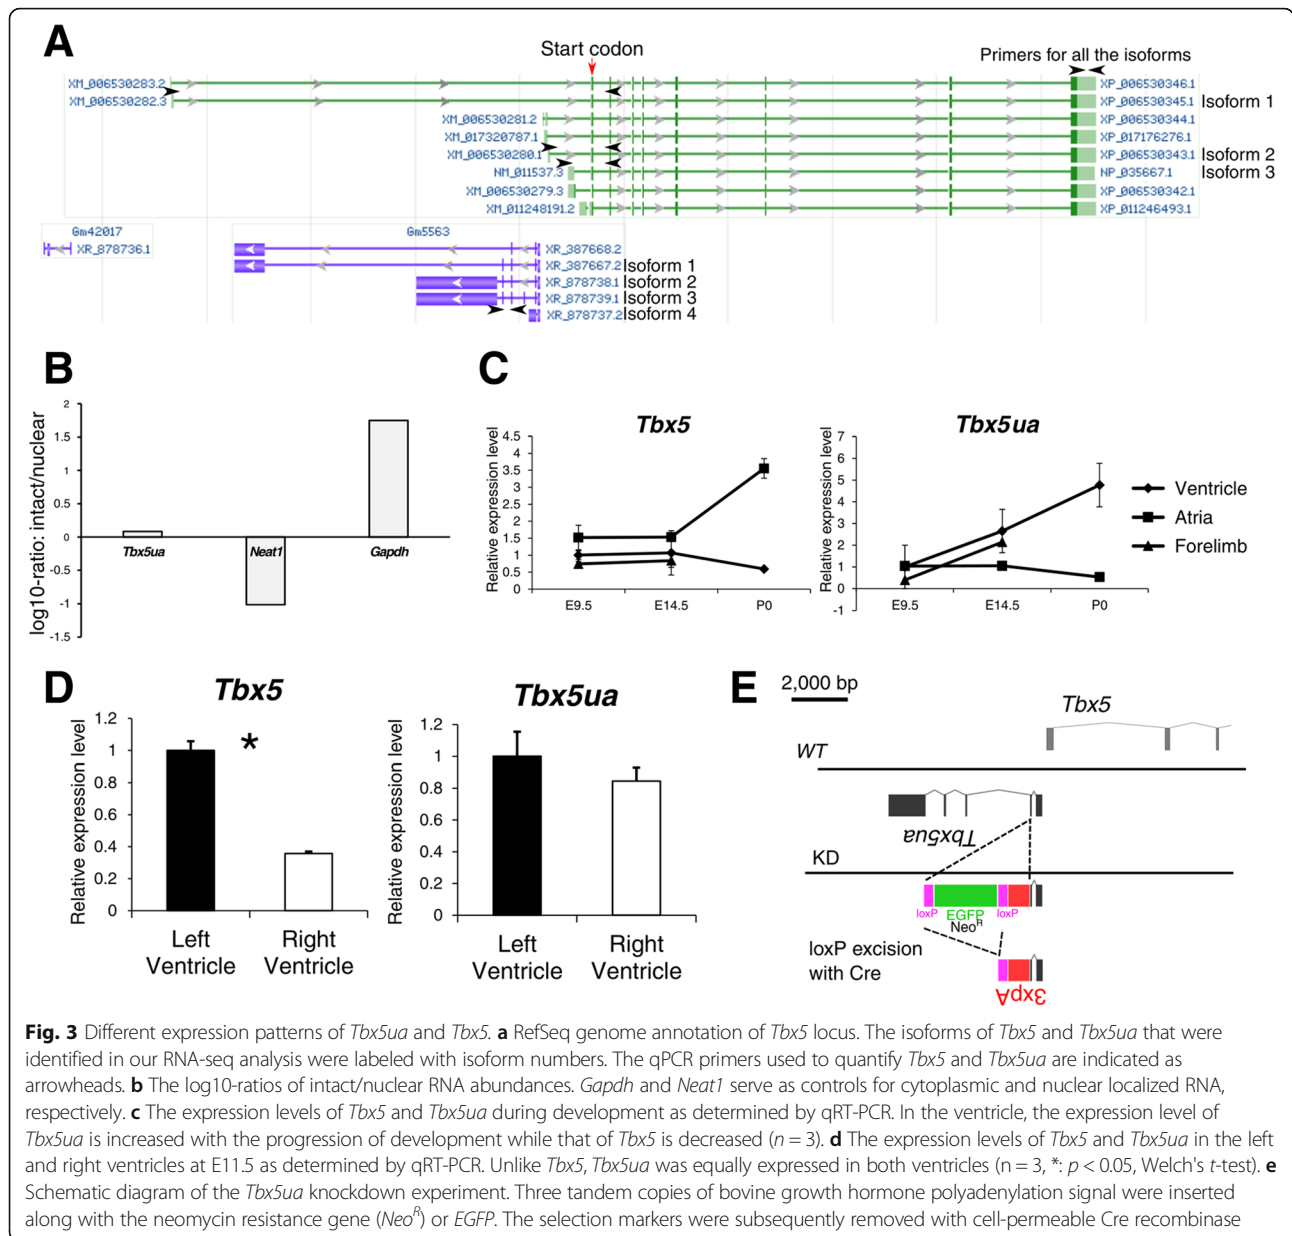 A
Start codon
Primers for all the isoforms
XM_006530283.2 XP_006530346.1
XM_006530282.3 XP_006530345.1 Isoform 1
XM_006530281.2 XP_006530344.1
XM_017320787.1 XP_017176276.1
XM_006530280.1 XP_006530343.1 Isoform 2
NM_011537.3 NP_035667.1 Isoform 3
XM_006530279.3 XP_006530342.1
XM_011248191.2 XP_011246493.1
Gm42017 Gm5563
XR_878736.1 XR_387668.2
XR_387667.2 Isoform 1
XR_878738.1 Isoform 2
XR_878739.1 Isoform 3
XR_878737.2 Isoform 4
B
log10-ratio: intact/nuclear
2
1.5
1
0.5
0
-0.5
-1
-1.5
Tbx5ua Neat1 Gapdh
C
Tbx5
Relative expression level
4.5
4
3.5
3
2.5
2
1.5
1
0.5
0
E9.5 E14.5 P0
Tbx5ua
Relative expression level
7
6
5
4
3
2
1
0
-1
E9.5 E14.5 P0
Ventricle
Atria
Forelimb
D
Tbx5
Relative expression level
1.2
1
0.8
0.6
0.4
0.2
0
*
Left Ventricle
Right Ventricle
Tbx5ua
Relative expression level
1.2
1
0.8
0.6
0.4
0.2
0
Left Ventricle
Right Ventricle
E
2,000 bp
Tbx5
WT
Tbx5ua
KD
loxP EGFP loxP
Neo^R
loxP excision
with Cre
3xpA
Fig. 3 Different expression patterns of Tbx5ua and Tbx5. a RefSeq genome annotation of Tbx5 locus. The isoforms of Tbx5 and Tbx5ua that were
identified in our RNA-seq analysis were labeled with isoform numbers. The qPCR primers used to quantify Tbx5 and Tbx5ua are indicated as
arrowheads. b The log10-ratios of intact/nuclear RNA abundances. Gapdh and Neat1 serve as controls for cytoplasmic and nuclear localized RNA,
respectively. c The expression levels of Tbx5 and Tbx5ua during development as determined by qRT-PCR. In the ventricle, the expression level of
Tbx5ua is increased with the progression of development while that of Tbx5 is decreased (n = 3). d The expression levels of Tbx5 and Tbx5ua in the left
and right ventricles at E11.5 as determined by qRT-PCR. Unlike Tbx5, Tbx5ua was equally expressed in both ventricles (n = 3, *: p < 0.05, Welch's t-test). e
Schematic diagram of the Tbx5ua knockdown experiment. Three tandem copies of bovine growth hormone polyadenylation signal were inserted
along with the neomycin resistance gene (Neo^R) or EGFP. The selection markers were subsequently removed with cell-permeable Cre recombinase